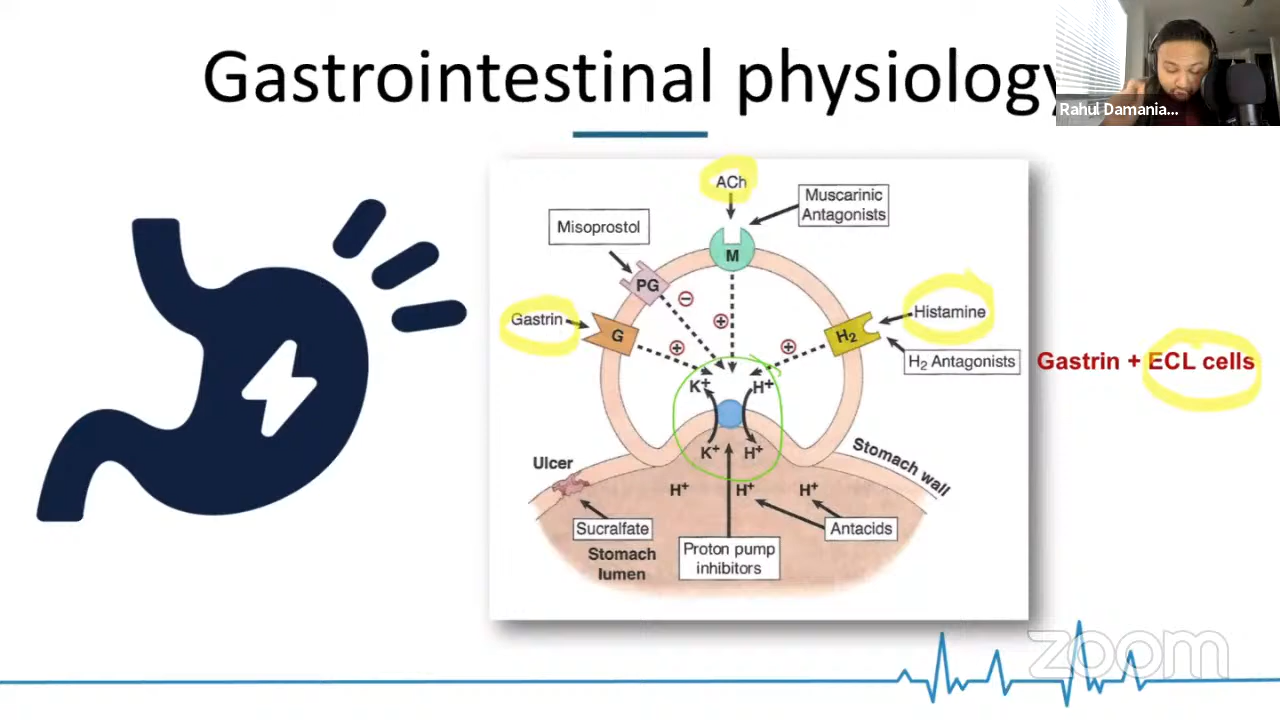 Gastrointestinal physiology
Rahul Damania...
ACh
Muscarinic
Antagonists
Misoprostol
M
PG
Gastrin
G
Histamine
H2
H2 Antagonists
Gastrin + ECL cells
K+
H+
K+
H+
Ulcer
Stomach wall
H+
H+
H+
Sucralfate
Antacids
Stomach
lumen
Proton pump
inhibitors
zoom